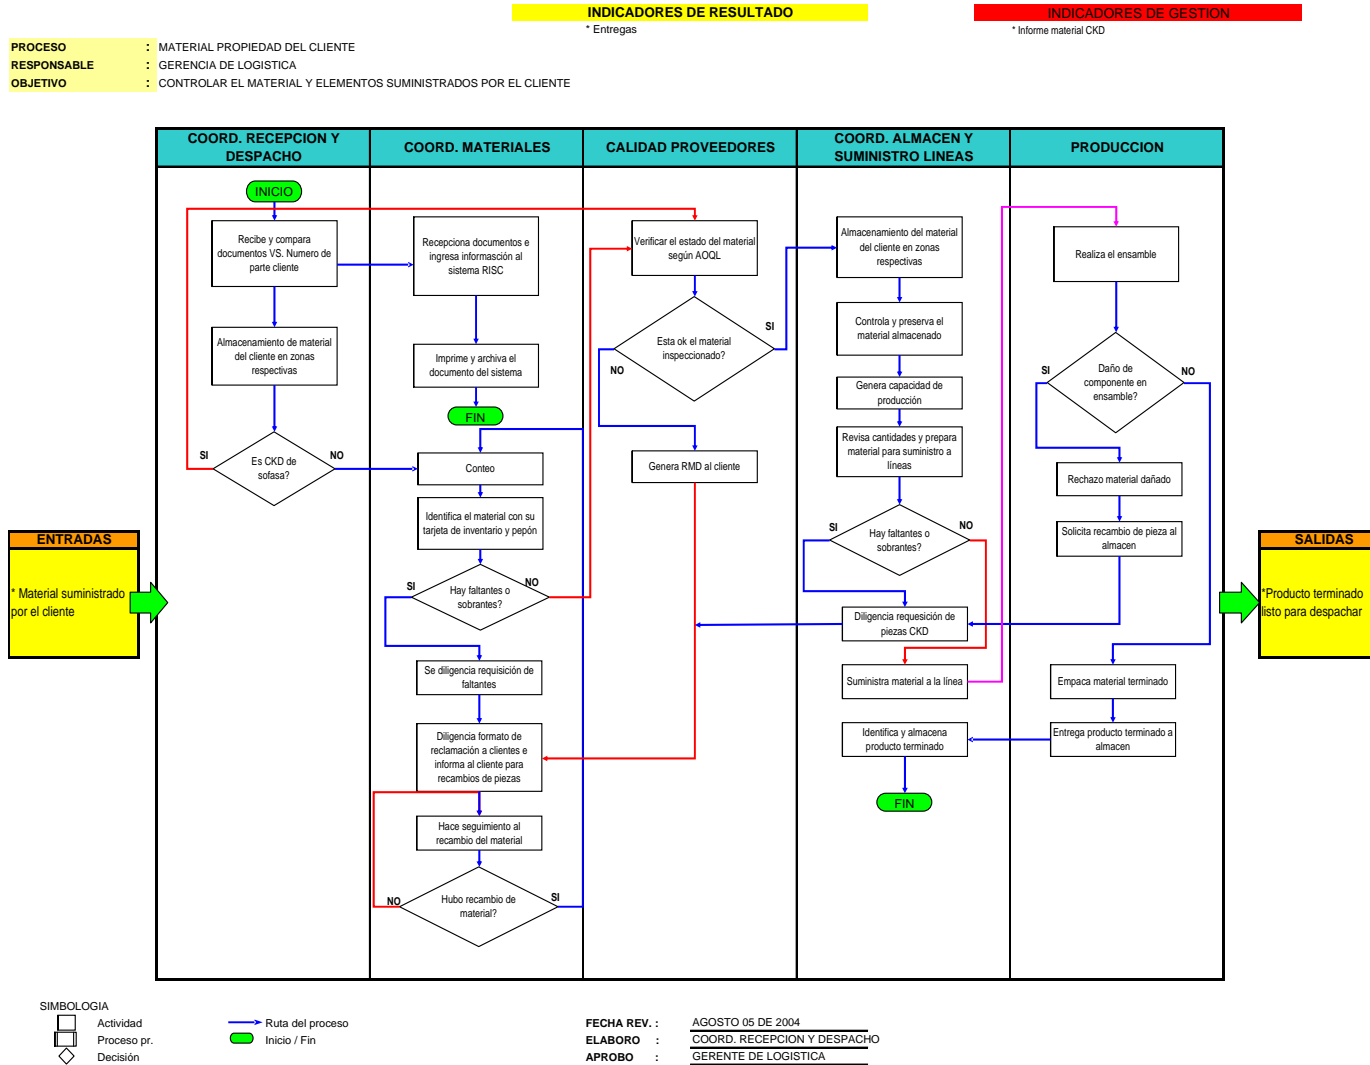 INDICADORES DE RESULTADO
* Entregas
INDICADORES DE GESTION
* Informe material CKD
PROCESO : MATERIAL PROPIEDAD DEL CLIENTE
RESPONSABLE : GERENCIA DE LOGISTICA
OBJETIVO : CONTROLAR EL MATERIAL Y ELEMENTOS SUMINISTRADOS POR EL CLIENTE
COORD. RECEPCION Y
DESPACHO
COORD. MATERIALES
CALIDAD PROVEEDORES
COORD. ALMACEN Y
SUMINISTRO LINEAS
PRODUCCION
INICIO
Recibe y compara
documentos VS. Numero de
parte cliente
Almacenamiento de material
del cliente en zonas
respectivas
Es CKD de
sofasa?
SI
NO
Recepciona documentos e
ingresa información al
sistema RISC
Imprime y archiva el
documento del sistema
FIN
Conteo
Identifica el material con su
tarjeta de inventario y pepón
Hay faltantes o
sobrantes?
SI
NO
Se diligencia requisición de
faltantes
Diligencia formato de
reclamación a clientes e
informa al cliente para
recambios de piezas
Hace seguimiento al
recambio del material
Hubo recambio de
material?
NO
SI
Verificar el estado del material
según AOQL
Esta ok el material
inspeccionado?
SI
NO
Genera RMD al cliente
Almacenamiento del material
del cliente en zonas
respectivas
Controla y preserva el
material almacenado
Genera capacidad de
producción
Revisa cantidades y prepara
material para suministro a
líneas
Hay faltantes o
sobrantes?
SI
NO
Diligencia requesición de
piezas CKD
Suministra material a la línea
Identifica y almacena
producto terminado
FIN
Realiza el ensamble
Daño de
componente en
ensamble?
SI
NO
Rechazo material dañado
Solicita recambio de pieza al
almacen
Empaca material terminado
Entrega producto terminado a
almacen
ENTRADAS
* Material suministrado
por el cliente
SALIDAS
*Producto terminado
listo para despachar
SIMBOLOGIA
Actividad
Proceso pr.
Decisión
Ruta del proceso
Inicio / Fin
FECHA REV. : AGOSTO 05 DE 2004
ELABORO : COORD. RECEPCION Y DESPACHO
APROBO : GERENTE DE LOGISTICA